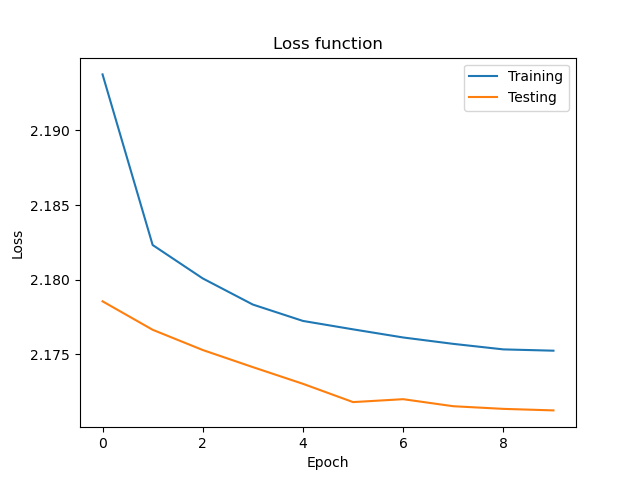 Loss function
Training
Testing
2.190
2.185
2.180
2.175
Loss
0 2 4 6 8
Epoch